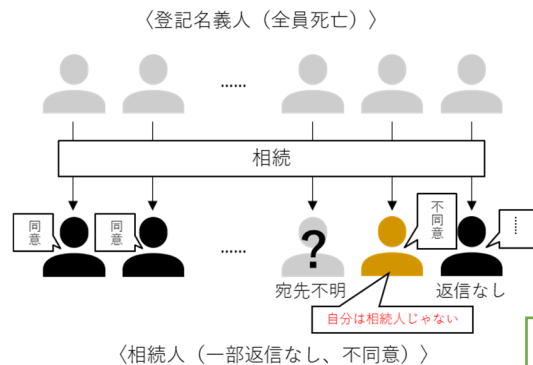 〈登記名義人（全員死亡）〉
……
相続
同意
同意
……
?
不同意
……
宛先不明
返信なし
自分は相続人じゃない
〈相続人（一部返信なし、不同意）〉